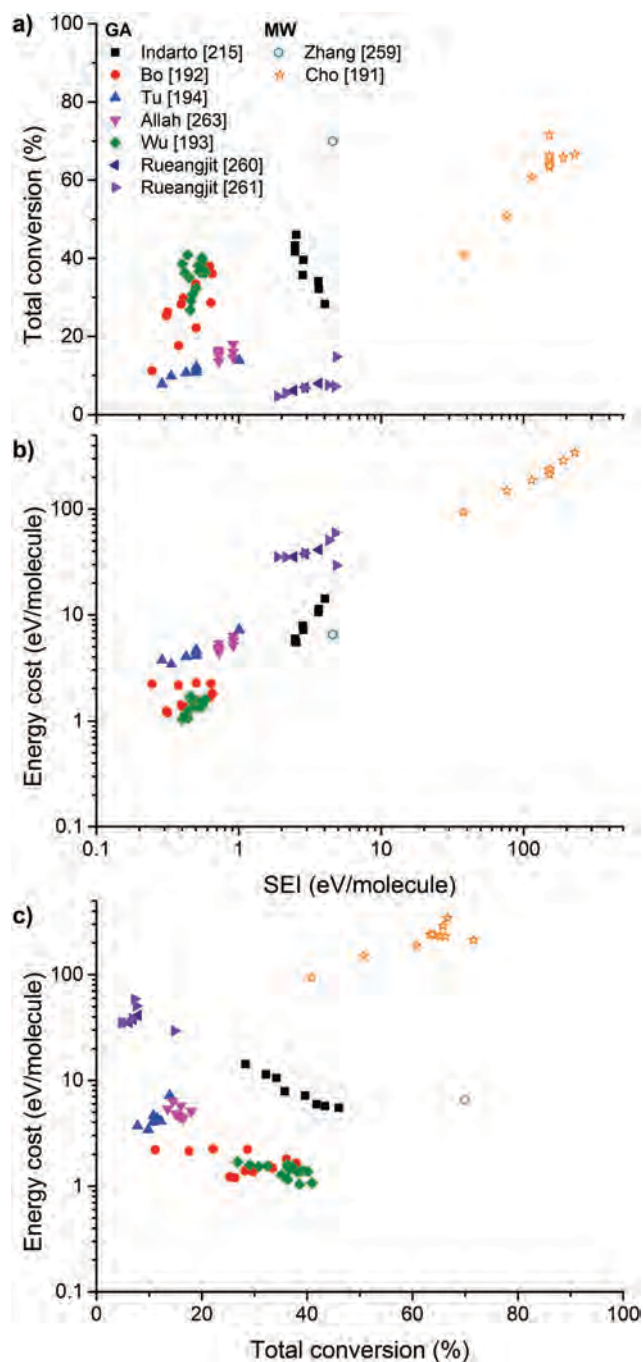 a)
GA MW
Indarto [215] Zhang [259]
Bo [192] Cho [191]
Tu [194]
Allah [263]
Wu [193]
Rueangjit [260]
Rueangjit [261]
100
80
60
40
20
0
Total conversion (%)
b)
100
10
1
0.1
Energy cost (eV/molecule)
0.1 1 10 100
SEI (eV/molecule)
c)
100
10
1
0.1
Energy cost (eV/molecule)
0 20 40 60 80 100
Total conversion (%)